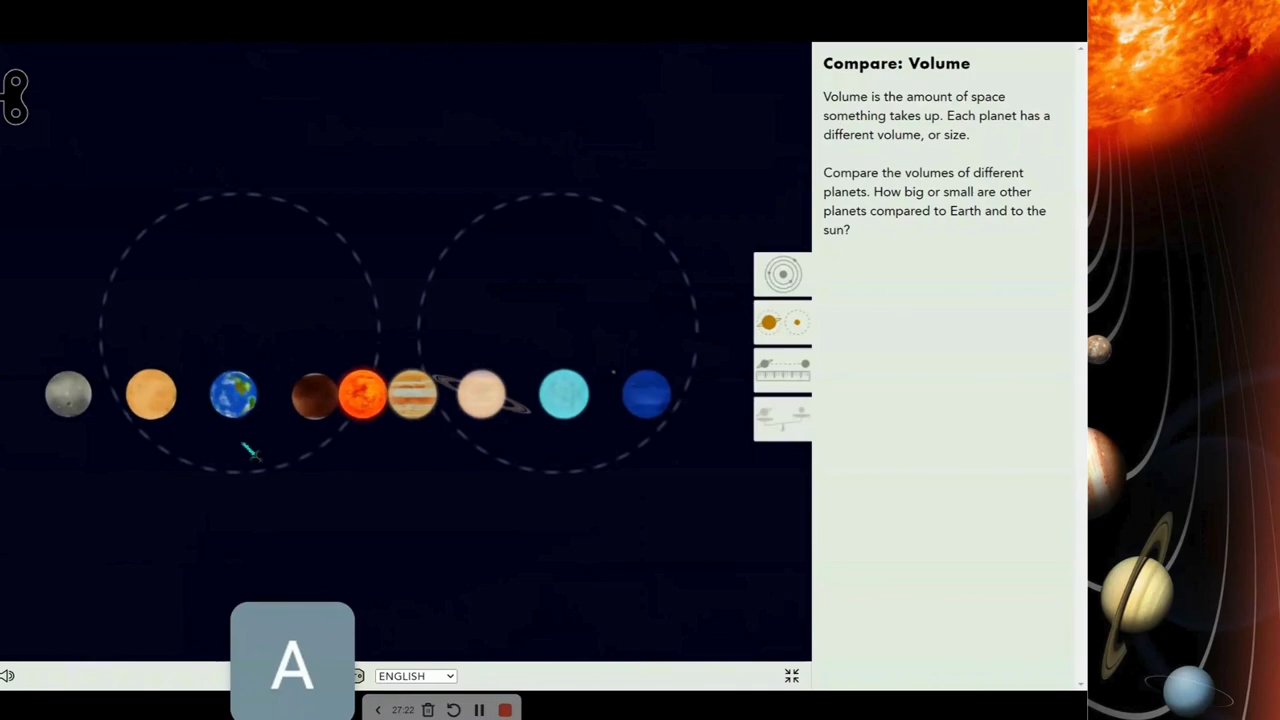 Compare: Volume
Volume is the amount of space
something takes up. Each planet has a
different volume, or size.
Compare the volumes of different
planets. How big or small are other
planets compared to Earth and to the
sun?
A
ENGLISH
27:22